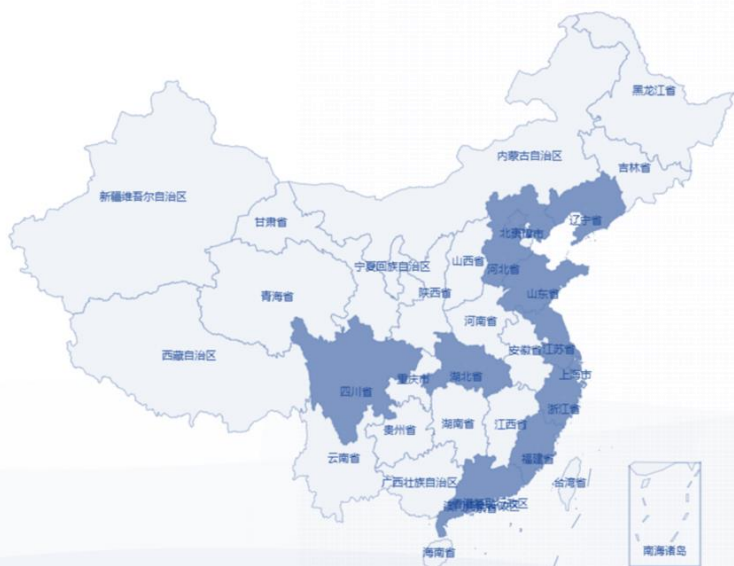 黑龙江省
内蒙古自治区
吉林省
新疆维吾尔自治区
辽宁省
甘肃省
山西省
宁夏回族自治区
河北省
陕西省
青海省
山东省
河南省
安徽省
江苏省
西藏自治区
上海市
重庆市
湖北省
四川省
浙江省
湖南省
江西省
贵州省
云南省
福建省
广西壮族自治区
台湾省
海南省
南海诸岛